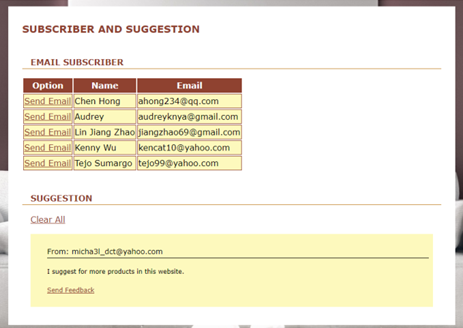 SUBSCRIBER AND SUGGESTION
EMAIL SUBSCRIBER
Option Name Email
Send Email Chen Hong ahong234@qq.com
Send Email Audrey audreyknya@gmail.com
Send Email Lin Jiang Zhao jiangzhao69@gmail.com
Send Email Kenny Wu kencat10@yahoo.com
Send Email Tejo Sumargo tejo99@yahoo.com
SUGGESTION
Clear All
From: micha3l_dct@yahoo.com
I suggest for more products in this website.
Send Feedback